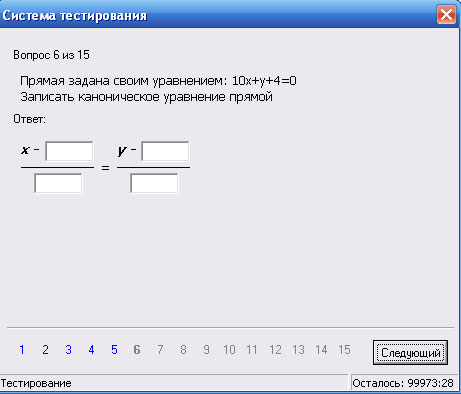 Система тестирования
Вопрос 6 из 15
Прямая задана своим уравнением: 10x+y+4=0
Записать каноническое уравнение прямой
Ответ:
x - y -
=
1 2 3 4 5 6 7 8 9 10 11 12 13 14 15 Следующий
Тестирование Осталось: 99973:28